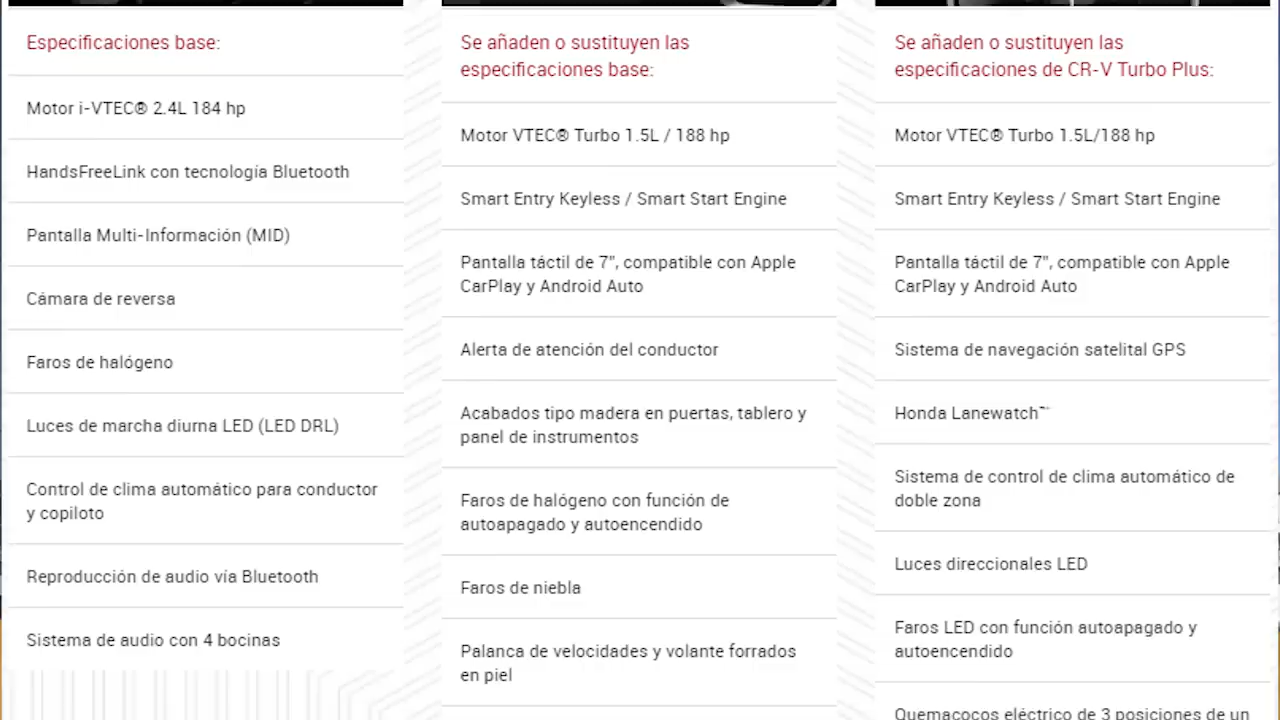 Especificaciones base:
Motor i-VTEC® 2.4L 184 hp
HandsFreeLink con tecnología Bluetooth
Pantalla Multi-Información (MID)
Cámara de reversa
Faros de halógeno
Luces de marcha diurna LED (LED DRL)
Control de clima automático para conductor
y copiloto
Reproducción de audio vía Bluetooth
Sistema de audio con 4 bocinas
Se añaden o sustituyen las
especificaciones base:
Motor VTEC® Turbo 1.5L / 188 hp
Smart Entry Keyless / Smart Start Engine
Pantalla táctil de 7", compatible con Apple
CarPlay y Android Auto
Alerta de atención del conductor
Acabados tipo madera en puertas, tablero y
panel de instrumentos
Faros de halógeno con función de
autoapagado y autoencendido
Faros de niebla
Palanca de velocidades y volante forrados
en piel
Se añaden o sustituyen las
especificaciones de CR-V Turbo Plus:
Motor VTEC® Turbo 1.5L/188 hp
Smart Entry Keyless / Smart Start Engine
Pantalla táctil de 7", compatible con Apple
CarPlay y Android Auto
Sistema de navegación satelital GPS
Honda Lanewatch™
Sistema de control de clima automático de
doble zona
Luces direccionales LED
Faros LED con función autoapagado y
autoencendido
Quemacocos eléctrico de 3 posiciones de un